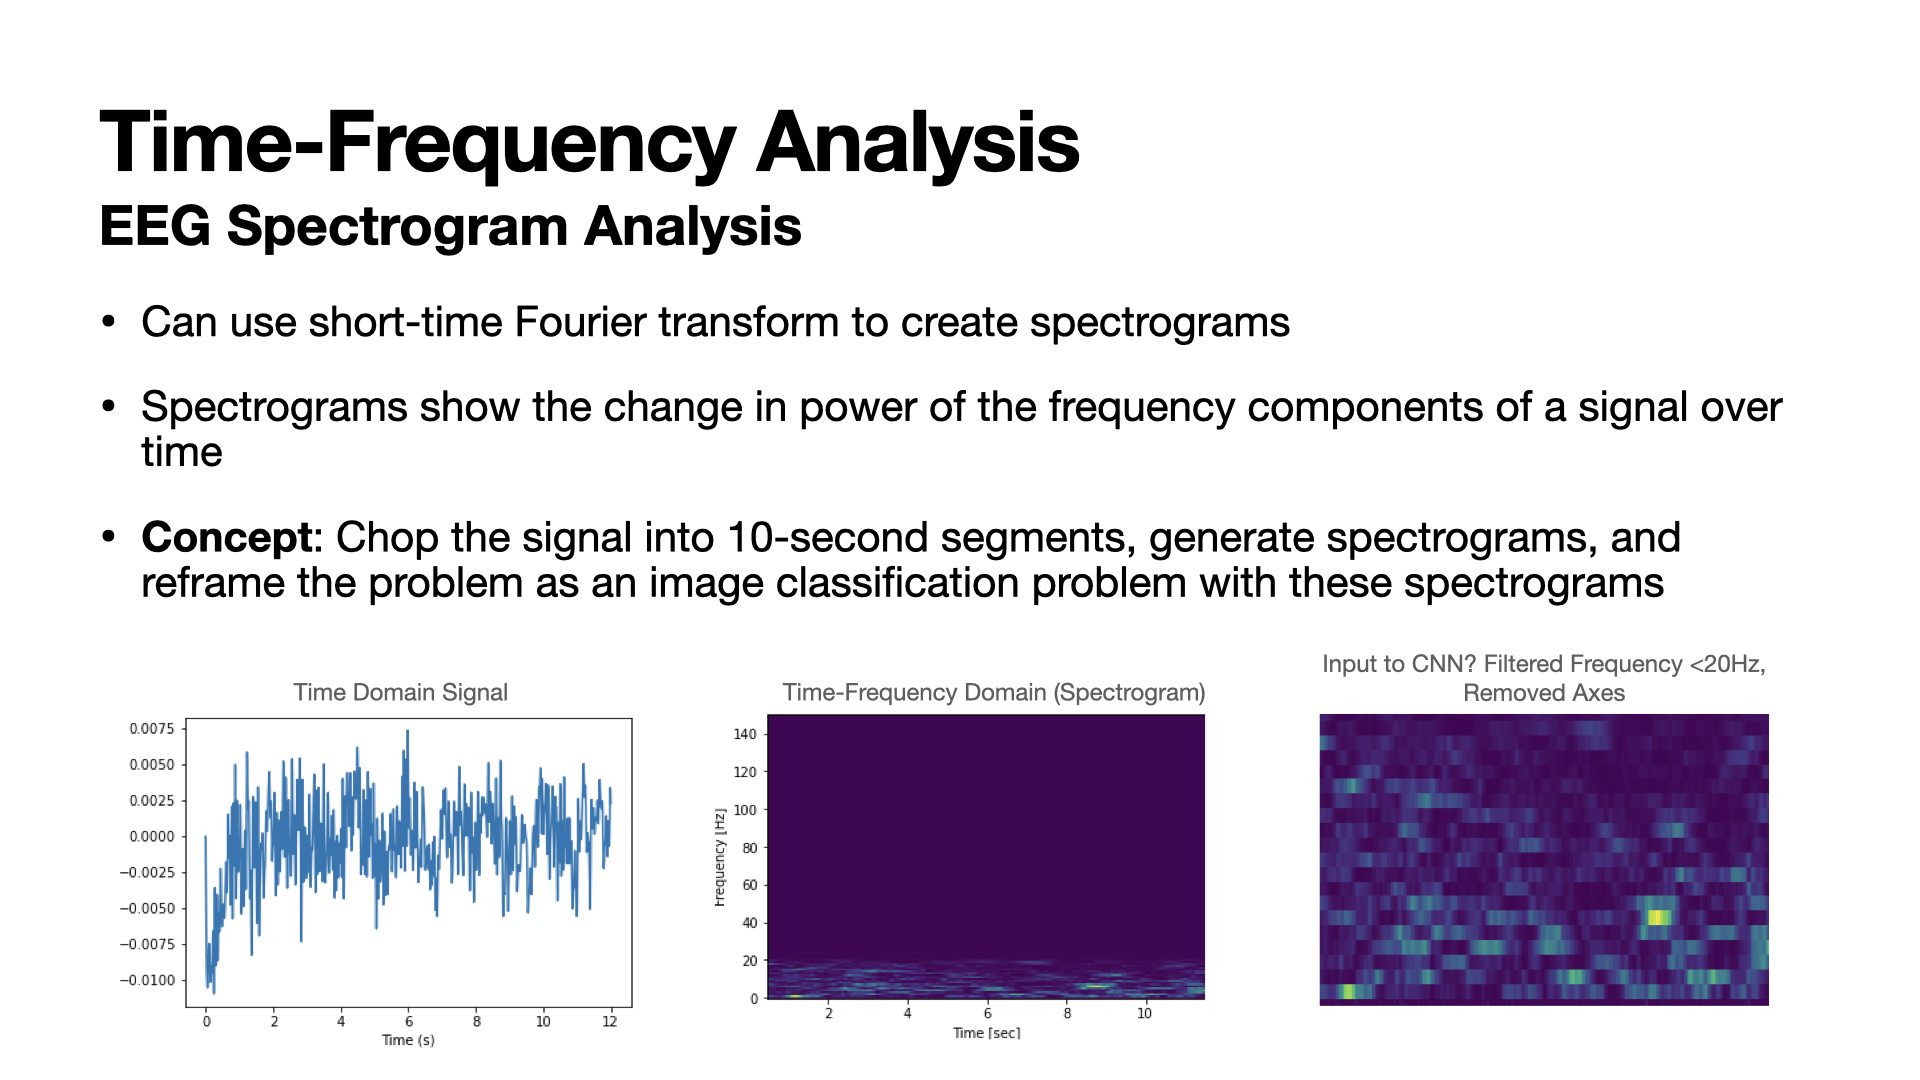 Time-Frequency Analysis
EEG Spectrogram Analysis
• Can use short-time Fourier transform to create spectrograms
• Spectrograms show the change in power of the frequency components of a signal over
time
• Concept: Chop the signal into 10-second segments, generate spectrograms, and
reframe the problem as an image classification problem with these spectrograms
Time Domain Signal
0.0075
0.0050
0.0025
0.0000
−0.0025
−0.0050
−0.0075
−0.0100
0 2 4 6 8 10 12
Time (s)
Time-Frequency Domain (Spectrogram)
Frequency [Hz]
140
120
100
80
60
40
20
0
2 4 6 8 10
Time [sec]
Input to CNN? Filtered Frequency <20Hz,
Removed Axes